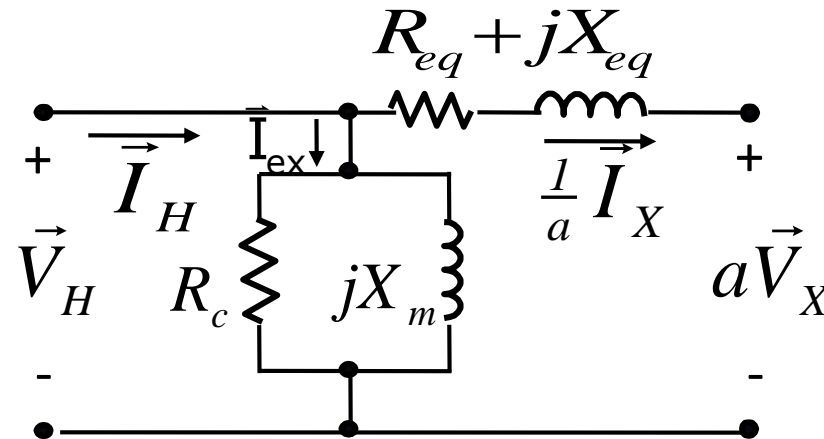 R_eq + jX_eq
+ I_H I_ex 1/a I_X +
V_H R_c jX_m aV_X
- -